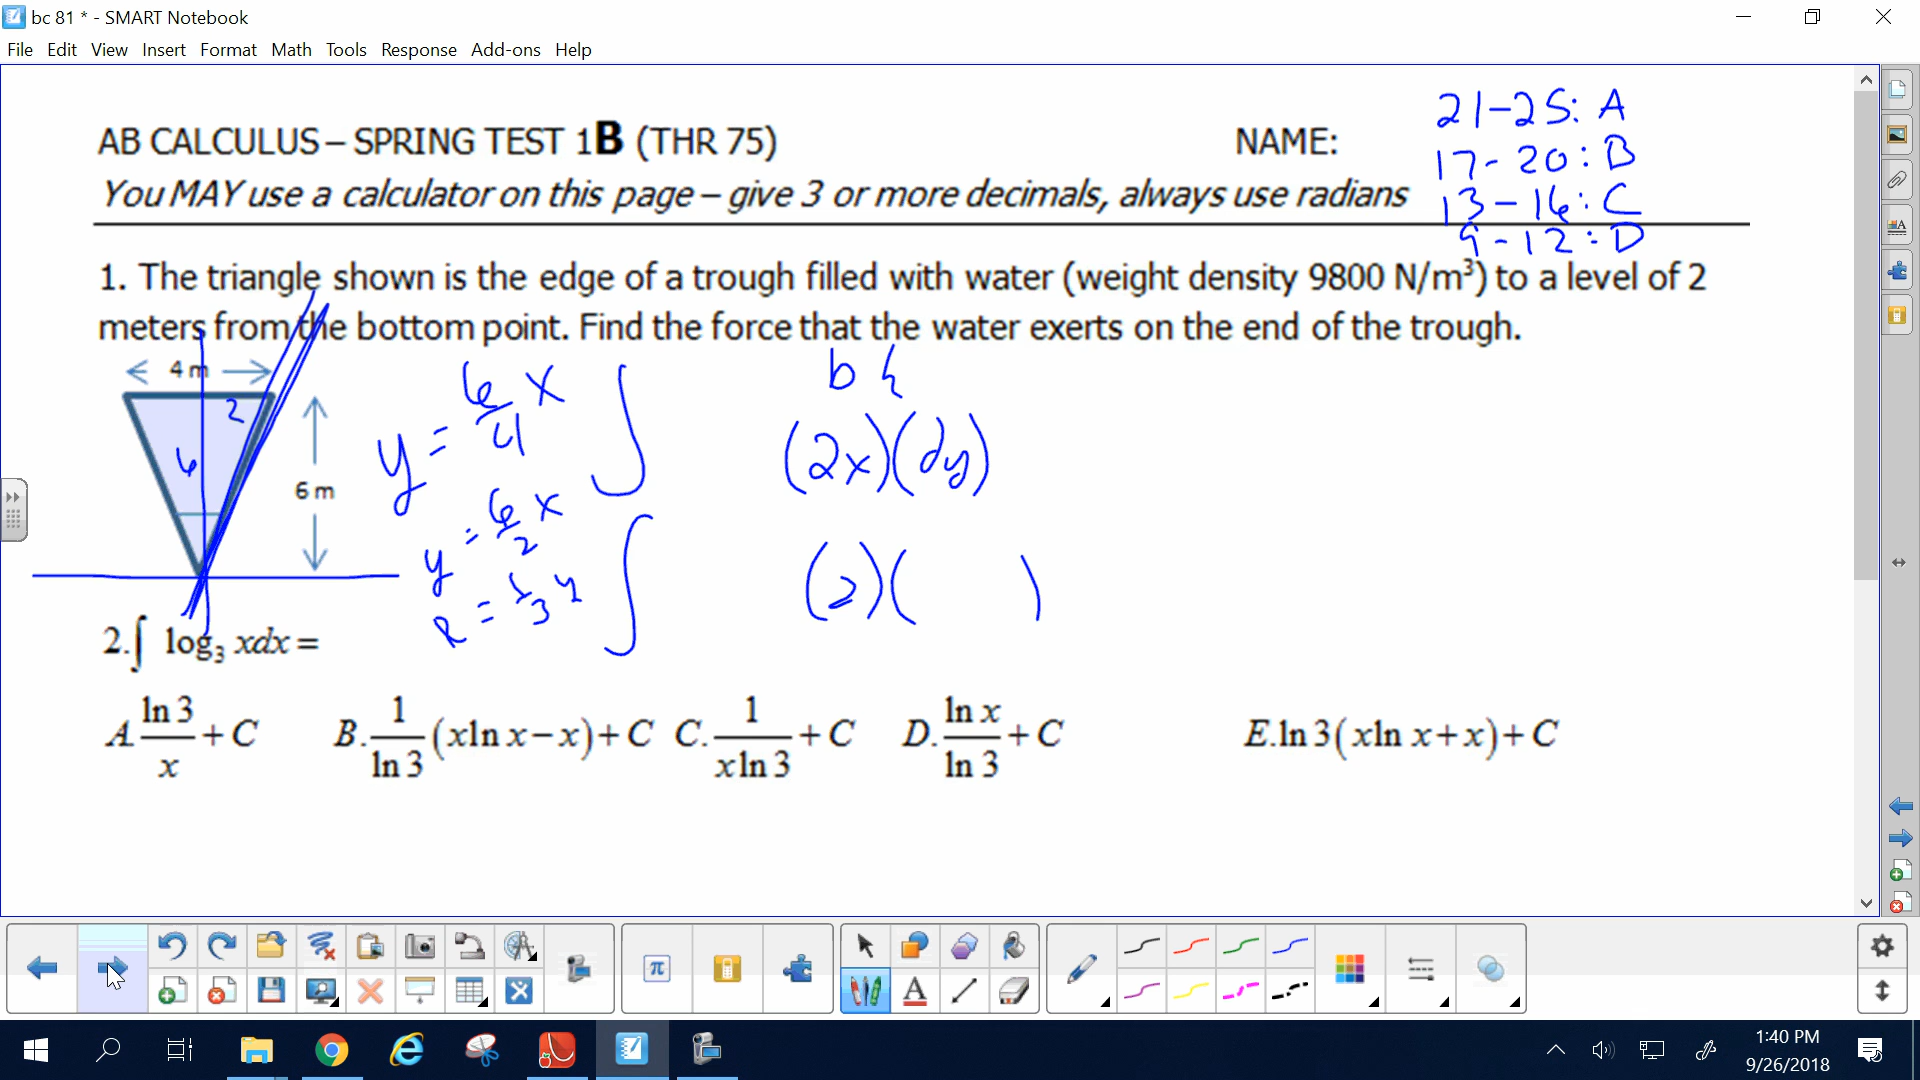 bc 81 * - SMART Notebook
File Edit View Insert Format Math Tools Response Add-ons Help
21-25: A
17-20: B
13-16: C
9-12: D
AB CALCULUS – SPRING TEST 1B (THR 75) NAME:
You MAY use a calculator on this page – give 3 or more decimals, always use radians
1. The triangle shown is the edge of a trough filled with water (weight density 9800 N/m³) to a level of 2
meters from the bottom point. Find the force that the water exerts on the end of the trough.
4 m
2
6
6 m
b h
y = 6/4 x ∫ (2x)(dy)
y = 6/2 x
∫ (2)( )
= 1/3 y
2. ∫ log₃ xdx =
A. ln 3/x + C B. 1/ln 3 (x ln x − x) + C C. 1/(x ln 3) + C D. ln x/ln 3 + C E. ln 3(x ln x + x) + C
1:40 PM
9/26/2018